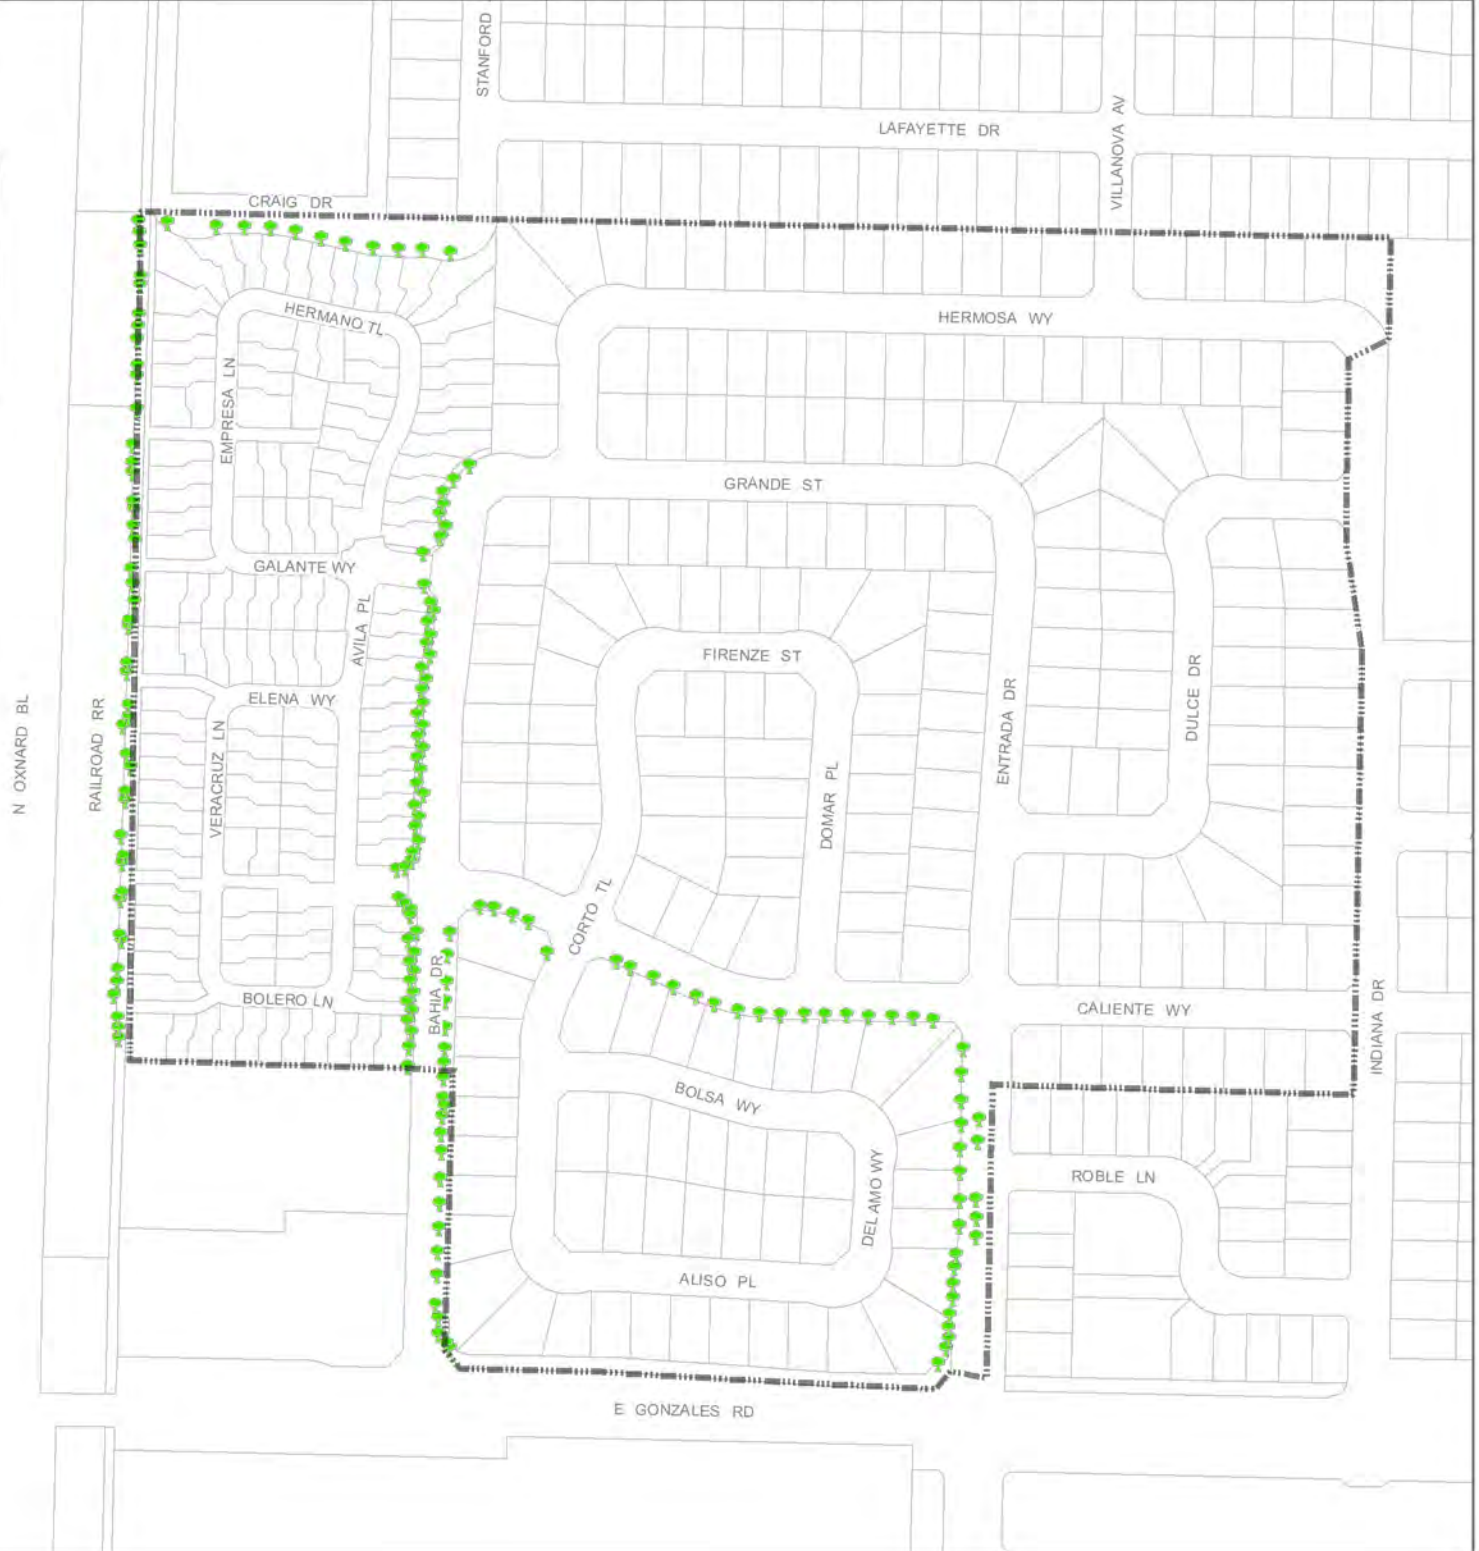 STANFORD
LAFAYETTE DR
VILLANOVA AV
CRAIG DR
HERMANO TL
HERMOSA WY
EMPRESA LN
GRANDE ST
GALANTE WY
AVILA PL
FIRENZE ST
ELENA WY
N OXNARD BL
RAILROAD RR
VERACRUZ LN
DOMAR PL
ENTRADA DR
DULCE DR
CORTO TL
BAHIA DR
BOLERO LN
CALIENTE WY
INDIANA DR
BOLSA WY
DEL AMO WY
ROBLE LN
ALISO PL
E GONZALES RD